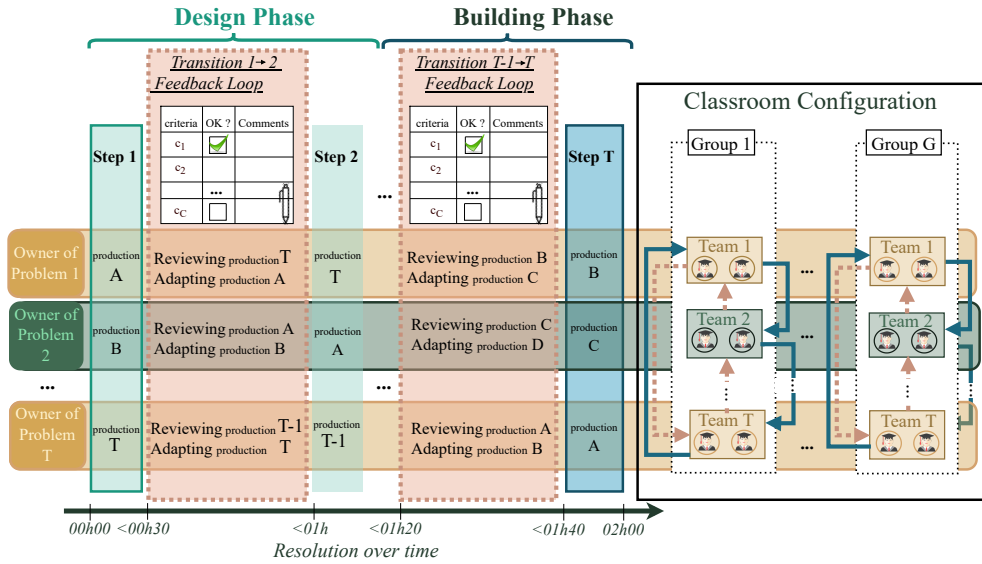 Design Phase
Building Phase
Transition 1→2
Feedback Loop
criteria OK ? Comments
c1
c2
...
cC
Transition T-1→T
Feedback Loop
criteria OK ? Comments
c1
c2
...
cC
Step 1
Step 2
...
Step T
Classroom Configuration
Group 1
Group G
Owner of
Problem 1
production
A
Reviewing production T
Adapting production A
production
T
Reviewing production B
Adapting production C
production
B
Team 1
...
Team 1
Owner of
Problem
2
production
B
Reviewing production A
Adapting production B
production
A
Reviewing production C
Adapting production D
production
C
Team 2
...
Team 2
...
...
...
...
Owner of
Problem
T
production
T
Reviewing production T-1
Adapting production T
production
T-1
Reviewing production A
Adapting production B
production
A
Team T
...
Team T
00h00 <00h30 <01h <01h20 <01h40 02h00
Resolution over time